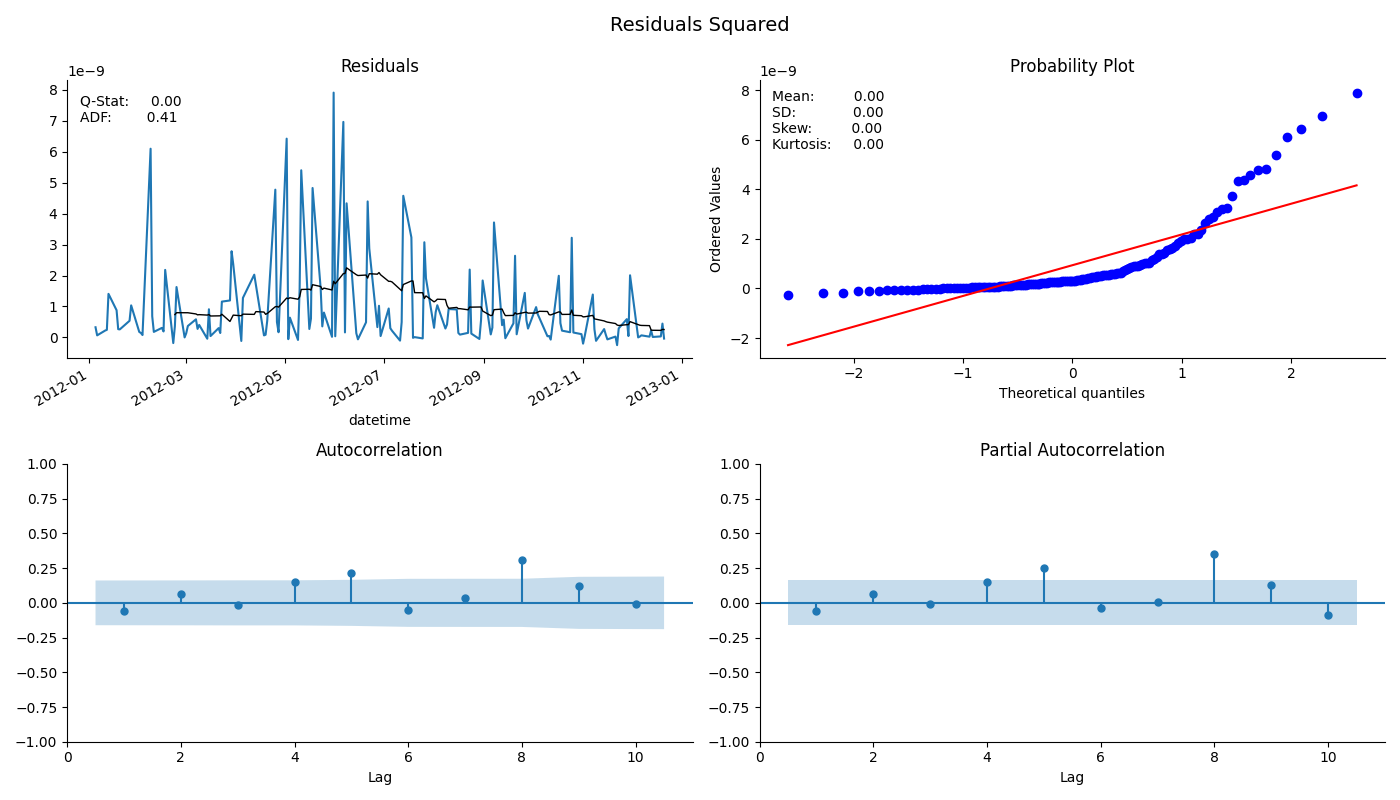 Residuals Squared
Residuals
1e−9
Q-Stat: 0.00
ADF: 0.41
8
7
6
5
4
3
2
1
0
2012-01
2012-03
2012-05
2012-07
2012-09
2012-11
2013-01
datetime
Probability Plot
1e−9
Mean: 0.00
SD: 0.00
Skew: 0.00
Kurtosis: 0.00
Ordered Values
8
6
4
2
0
−2
−2 −1 0 1 2
Theoretical quantiles
Autocorrelation
1.00
0.75
0.50
0.25
0.00
−0.25
−0.50
−0.75
−1.00
0 2 4 6 8 10
Lag
Partial Autocorrelation
1.00
0.75
0.50
0.25
0.00
−0.25
−0.50
−0.75
−1.00
0 2 4 6 8 10
Lag